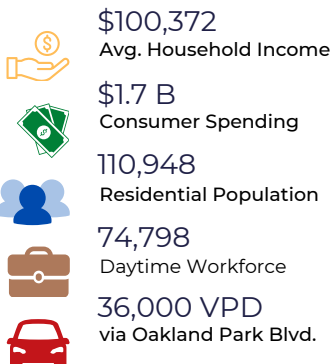 $100,372
Avg. Household Income
$1.7 B
Consumer Spending
110,948
Residential Population
74,798
Daytime Workforce
36,000 VPD
via Oakland Park Blvd.